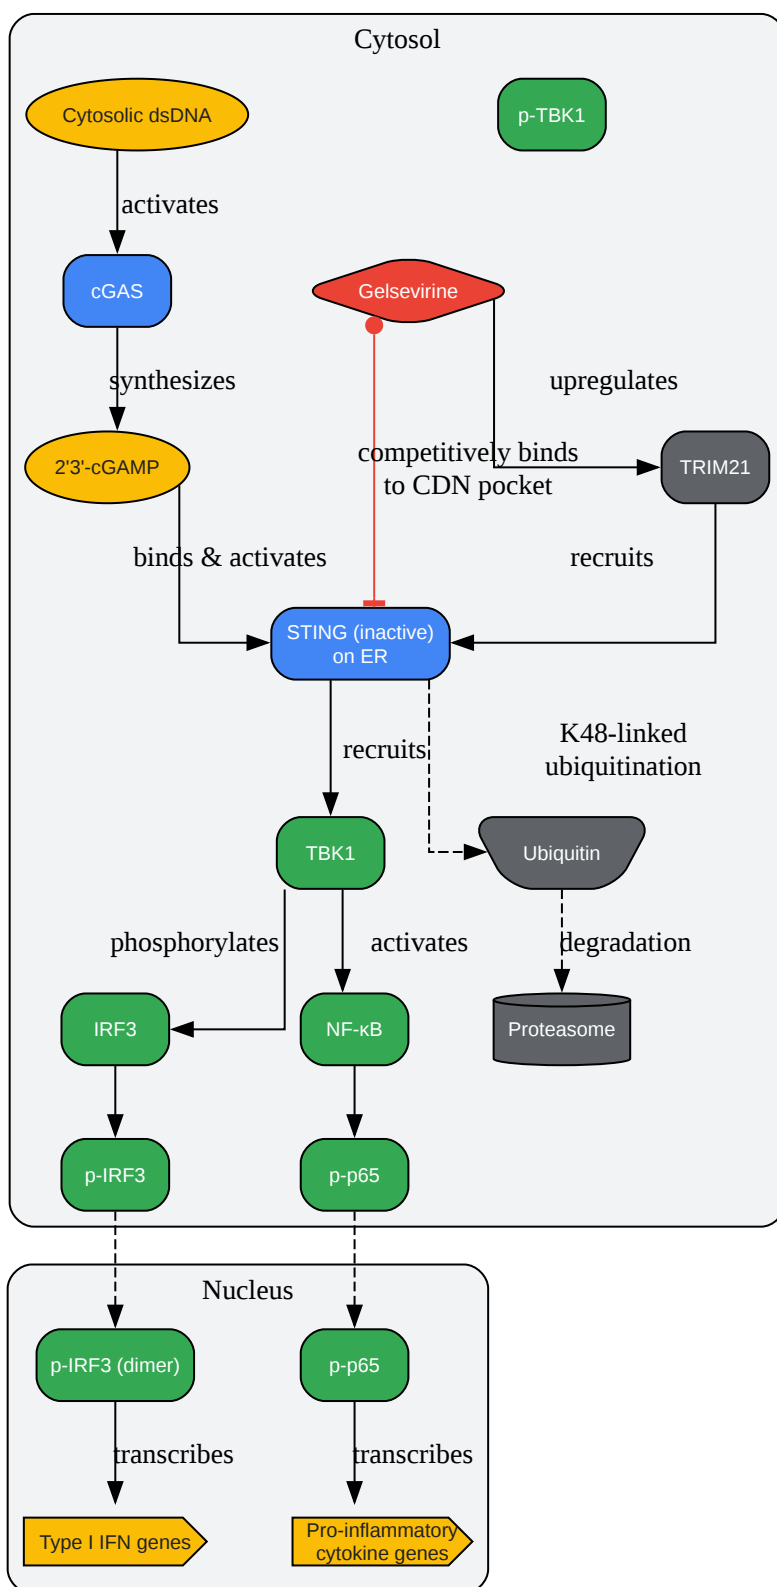 Cytosol
Cytosolic dsDNA
p-TBK1
activates
cGAS
Gelsevirine
synthesizes
upregulates
2'3'-cGAMP
competitively binds
to CDN pocket
TRIM21
binds & activates
recruits
STING (inactive)
on ER
recruits
K48-linked
ubiquitination
TBK1
Ubiquitin
phosphorylates
activates
degradation
IRF3
NF-κB
Proteasome
p-IRF3
p-p65
Nucleus
p-IRF3 (dimer)
p-p65
transcribes
transcribes
Type I IFN genes
Pro-inflammatory
cytokine genes